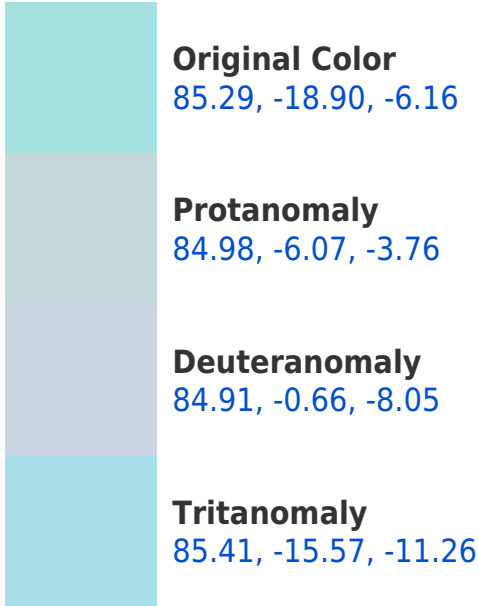 Original Color
85.29, -18.90, -6.16
Protanomaly
84.98, -6.07, -3.76
Deuteranomaly
84.91, -0.66, -8.05
Tritanomaly
85.41, -15.57, -11.26